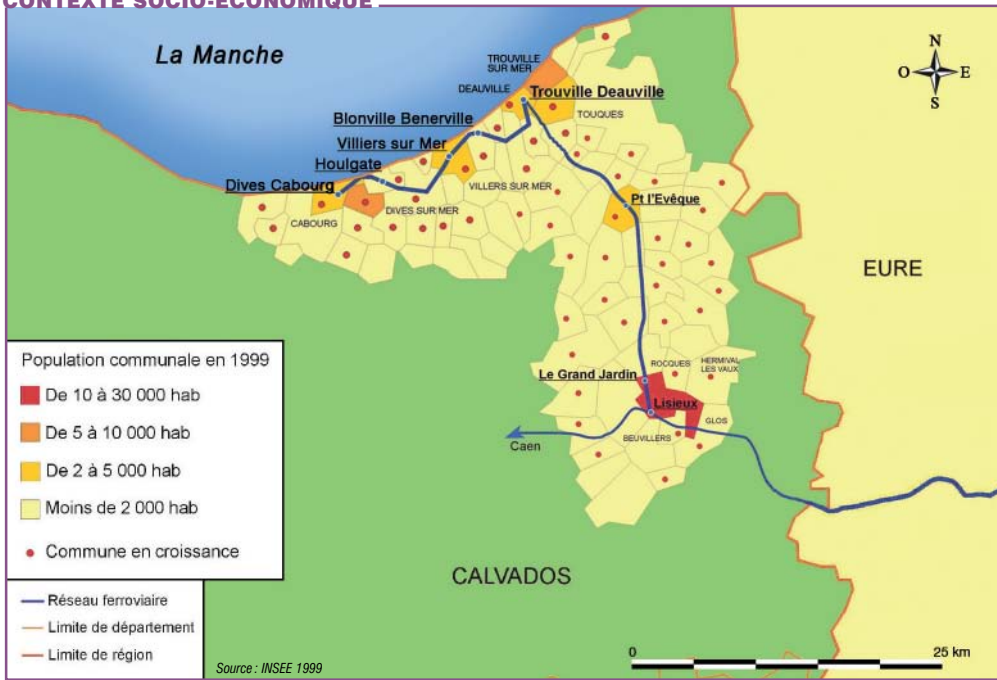 CONTEXTE SOCIO-ÉCONOMIQUE
La Manche
N
O
E
S
TROUVILLE
SUR MER
DEAUVILLE
Trouville Deauville
TOUQUES
Blonville Benerville
Villiers sur Mer
Houlgate
Dives Cabourg
VILLERS SUR MER
DIVES SUR MER
CABOURG
Pt l'Evêque
EURE
Population communale en 1999
De 10 à 30 000 hab
De 5 à 10 000 hab
De 2 à 5 000 hab
Moins de 2 000 hab
Commune en croissance
Réseau ferroviaire
Limite de département
Limite de région
ROCQUES
HERMIVAL
LES VAUX
Le Grand Jardin
Lisieux
GLOS
BEUVILLERS
Caen
CALVADOS
Source : INSEE 1999
0
25 km